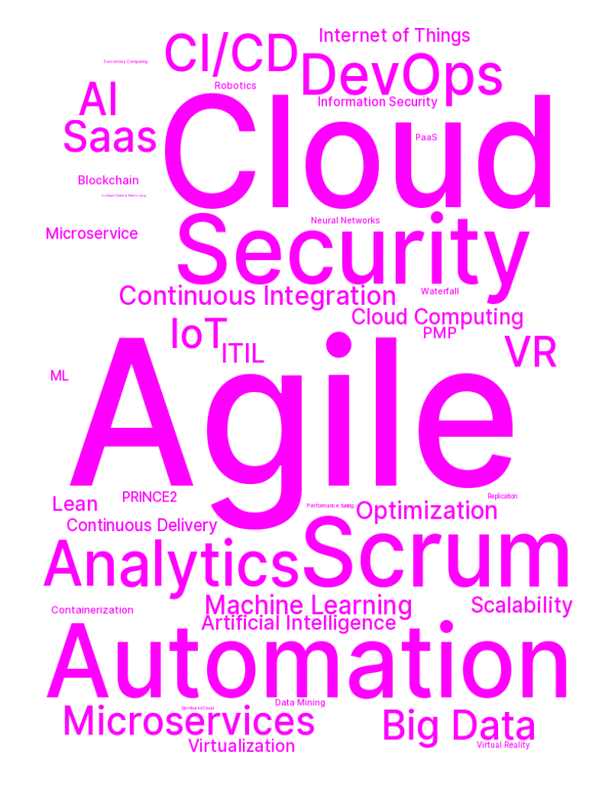 Internet of Things
CI/CD
DevOps
Serverless Computing
Robotics
AI
Information Security
Cloud
Saas
PaaS
Blockchain
Neural Networks
Microservice
Security
Waterfall
Continuous Integration
Cloud Computing
IoT
PMP
ITIL
VR
ML
Agile
PRINCE2
Replication
Lean
Performance tuning
Optimization
Continuous Delivery
Scrum
Analytics
Machine Learning
Scalability
Containerization
Artificial Intelligence
Automation
Data Mining
Distributed Cloud
Microservices
Big Data
Virtualization
Virtual Reality